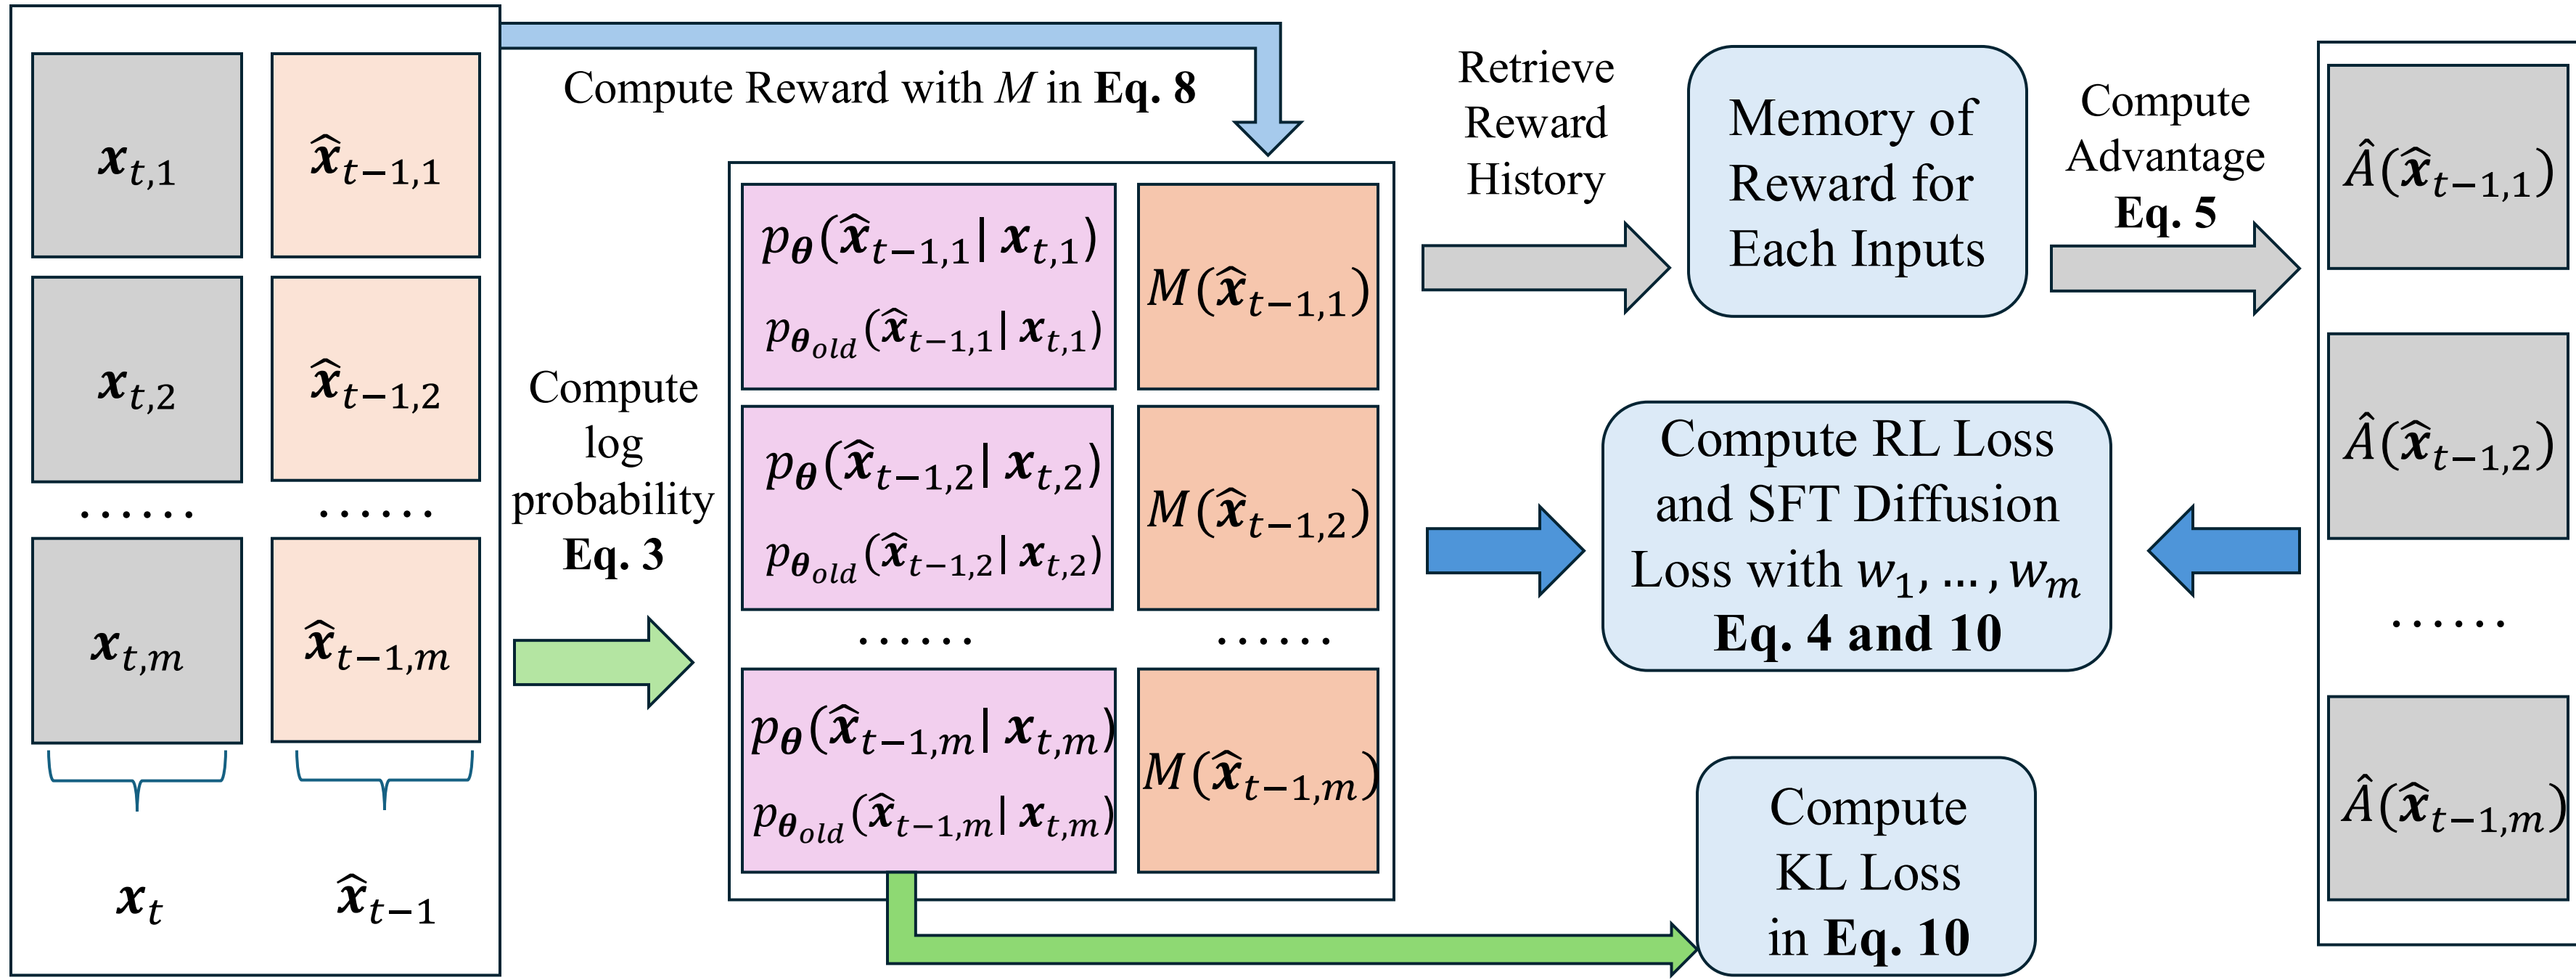 x_{t,1}
x̂_{t−1,1}
x_{t,2}
x̂_{t−1,2}
......
......
x_{t,m}
x̂_{t−1,m}
x_t
x̂_{t−1}
Compute Reward with M in Eq. 8
Compute
log
probability
Eq. 3
p_θ(x̂_{t−1,1}| x_{t,1})
p_{θ_old}(x̂_{t−1,1}| x_{t,1})
M(x̂_{t−1,1})
p_θ(x̂_{t−1,2}| x_{t,2})
p_{θ_old}(x̂_{t−1,2}| x_{t,2})
M(x̂_{t−1,2})
......
......
p_θ(x̂_{t−1,m}| x_{t,m})
p_{θ_old}(x̂_{t−1,m}| x_{t,m})
M(x̂_{t−1,m})
Retrieve
Reward
History
Memory of
Reward for
Each Inputs
Compute
Advantage
Eq. 5
Compute RL Loss
and SFT Diffusion
Loss with w_1, … , w_m
Eq. 4 and 10
Compute
KL Loss
in Eq. 10
Â(x̂_{t−1,1})
Â(x̂_{t−1,2})
......
Â(x̂_{t−1,m})